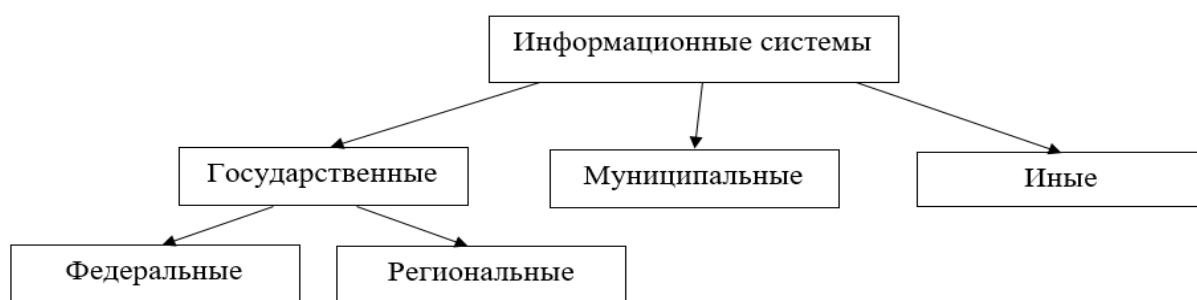 Информационные системы
Государственные
Муниципальные
Иные
Федеральные
Региональные